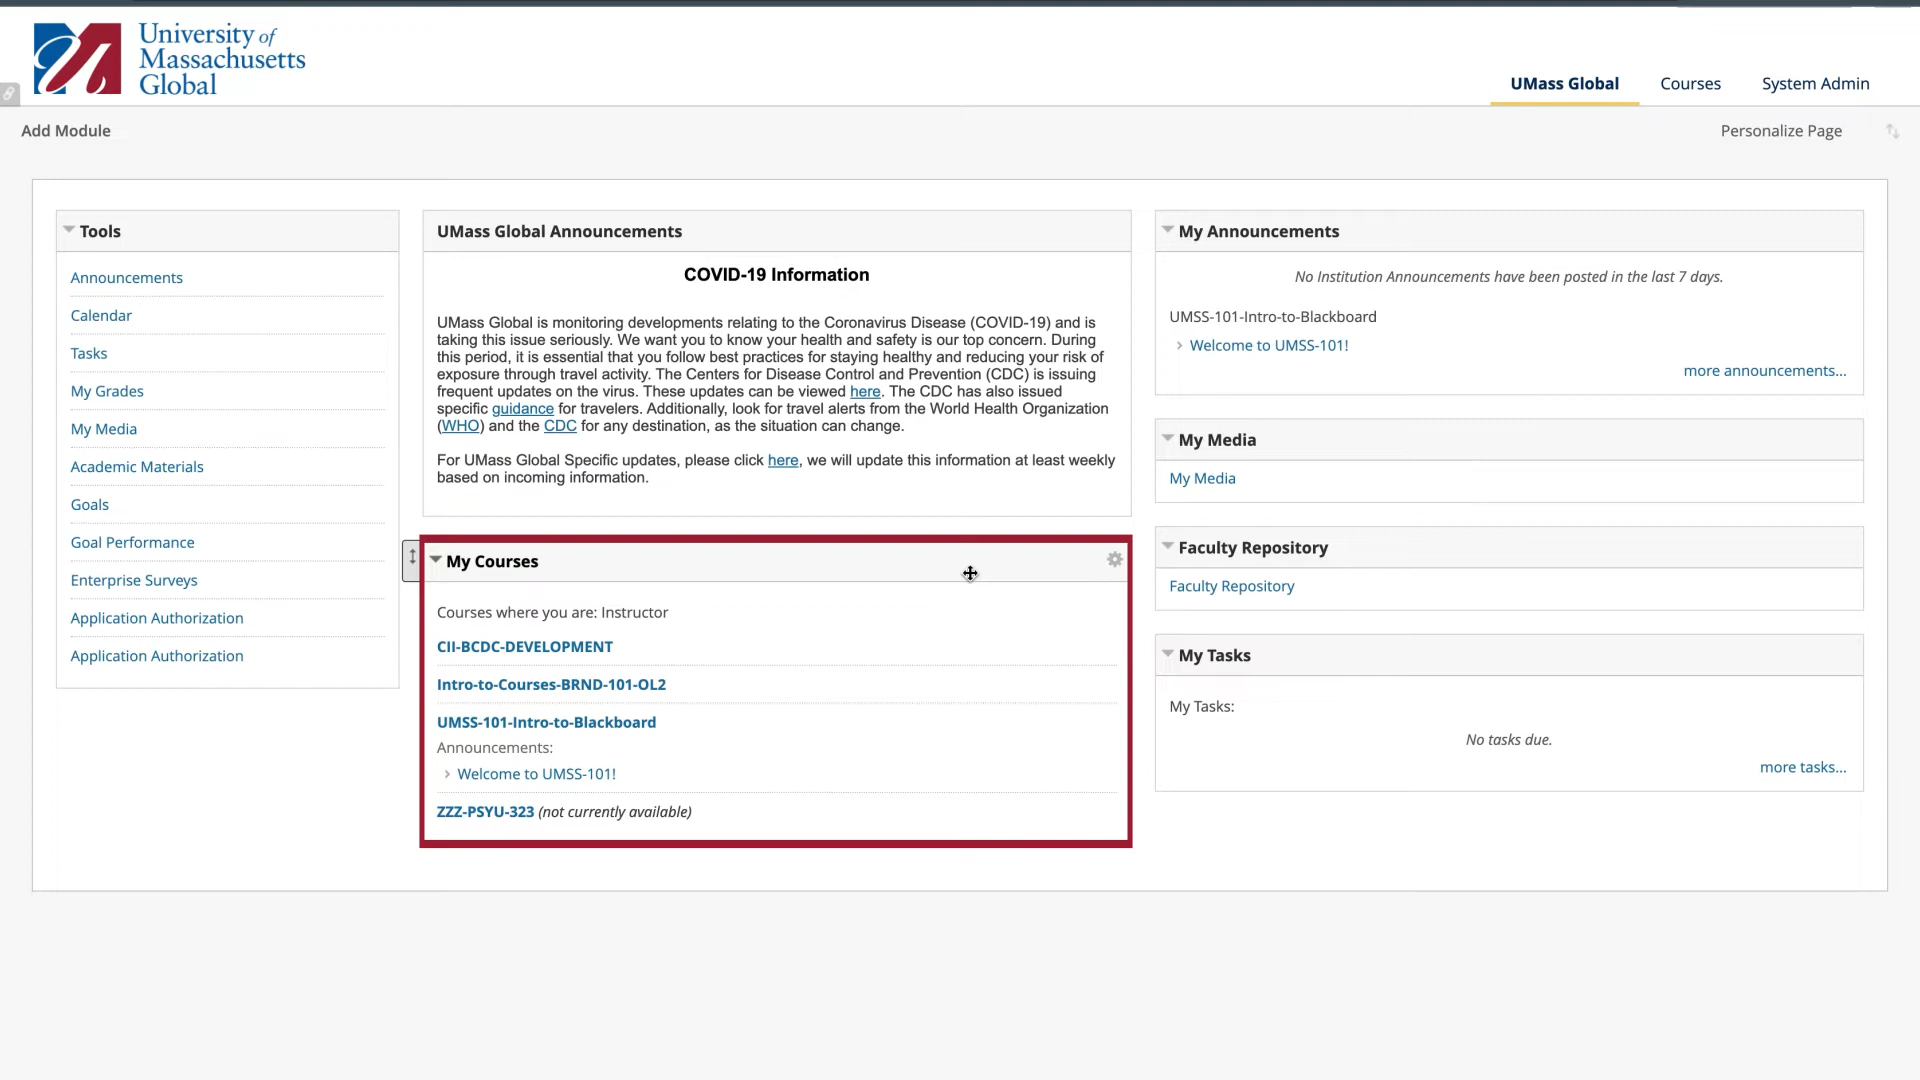 University of
Massachusetts
Global
UMass Global
Courses
System Admin
Add Module
Personalize Page
Tools
Announcements
Calendar
Tasks
My Grades
My Media
Academic Materials
Goals
Goal Performance
Enterprise Surveys
Application Authorization
Application Authorization
UMass Global Announcements
COVID-19 Information
UMass Global is monitoring developments relating to the Coronavirus Disease (COVID-19) and is
taking this issue seriously. We want you to know your health and safety is our top concern. During
this period, it is essential that you follow best practices for staying healthy and reducing your risk of
exposure through travel activity. The Centers for Disease Control and Prevention (CDC) is issuing
frequent updates on the virus. These updates can be viewed here. The CDC has also issued
specific guidance for travelers. Additionally, look for travel alerts from the World Health Organization
(WHO) and the CDC for any destination, as the situation can change.
For UMass Global Specific updates, please click here, we will update this information at least weekly
based on incoming information.
My Courses
Courses where you are: Instructor
CII-BCDC-DEVELOPMENT
Intro-to-Courses-BRND-101-OL2
UMSS-101-Intro-to-Blackboard
Announcements:
Welcome to UMSS-101!
ZZZ-PSYU-323 (not currently available)
My Announcements
No Institution Announcements have been posted in the last 7 days.
UMSS-101-Intro-to-Blackboard
Welcome to UMSS-101!
more announcements...
My Media
My Media
Faculty Repository
Faculty Repository
My Tasks
My Tasks:
No tasks due.
more tasks...